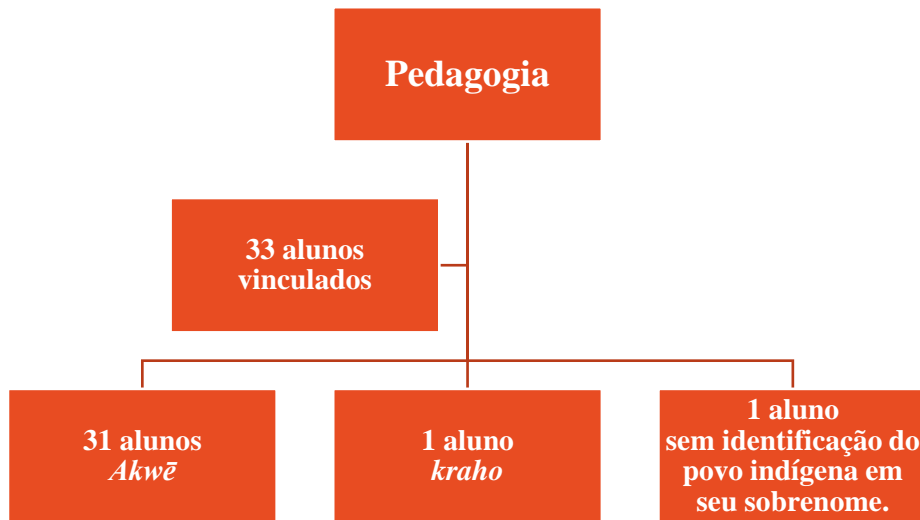 Pedagogia
33 alunos
vinculados
31 alunos
Akwē
1 aluno
kraho
1 aluno
sem identificação do
povo indígena em
seu sobrenome.